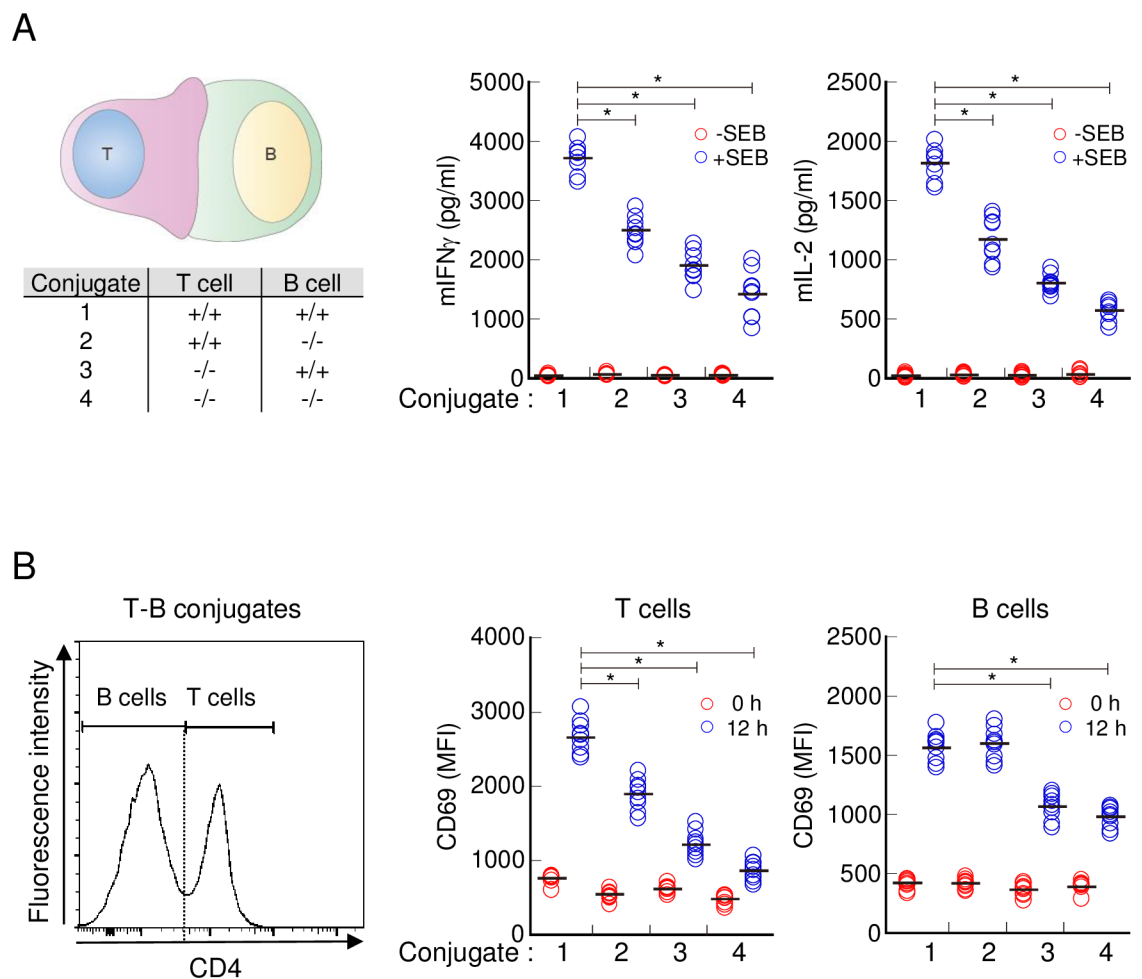 A
T
B
Conjugate T cell B cell
1 +/+ +/+
2 +/+ -/-
3 -/- +/+
4 -/- -/-
mIFNγ (pg/ml)
5000
4000
3000
2000
1000
0
* 
*
*
-SEB
+SEB
Conjugate : 1 2 3 4
mIL-2 (pg/ml)
2500
2000
1500
1000
500
0
*
*
*
-SEB
+SEB
1 2 3 4
B
T-B conjugates
Fluorescence intensity
B cells T cells
CD4
T cells
CD69 (MFI)
4000
3000
2000
1000
0
*
*
*
0 h
12 h
Conjugate : 1 2 3 4
B cells
CD69 (MFI)
2500
2000
1500
1000
500
0
*
*
0 h
12 h
1 2 3 4